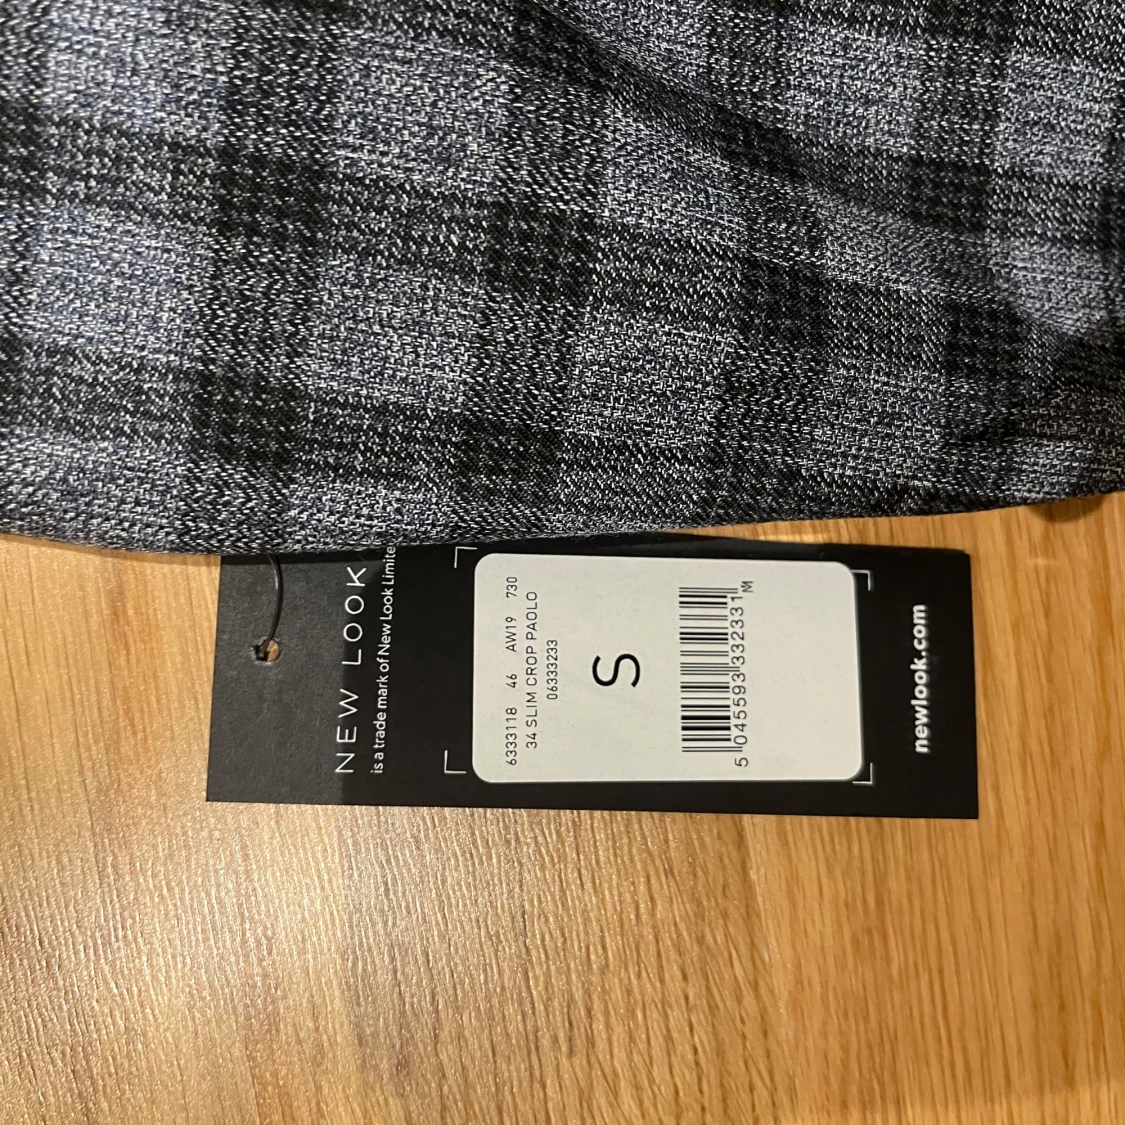 NEW LOOK
is a trade mark of New Look Limite
6333118 46 AW19 730
34 SLIM CROP PAOLO
06333233
S
5 045593 332331 M
newlook.com